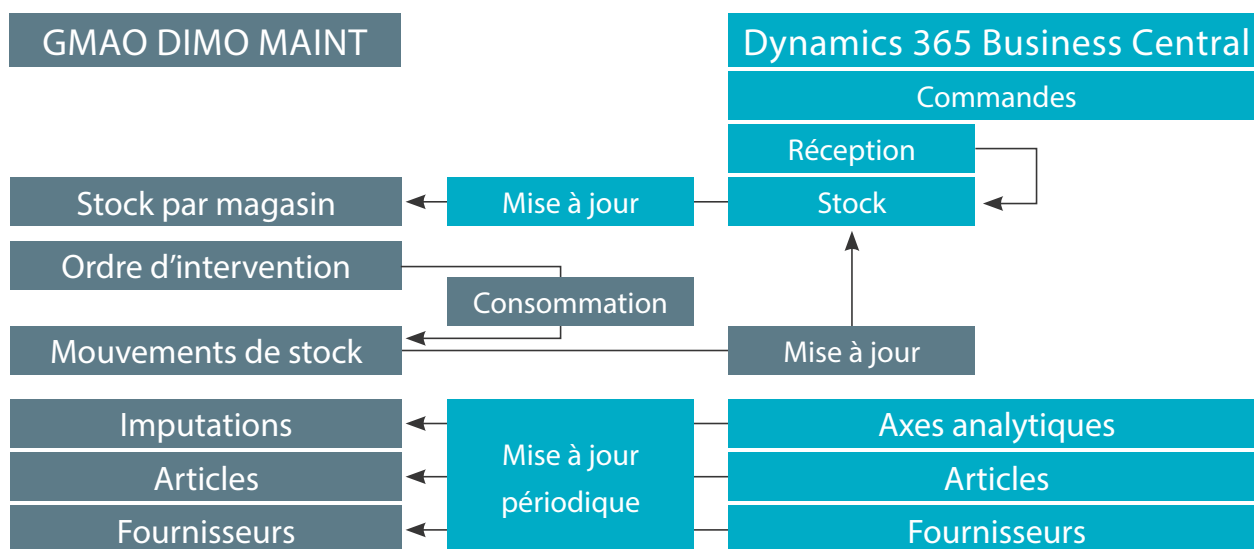 GMAO DIMO MAINT
Dynamics 365 Business Central
Commandes
Réception
Stock par magasin
Mise à jour
Stock
Ordre d’intervention
Consommation
Mouvements de stock
Mise à jour
Imputations
Axes analytiques
Mise à jour
périodique
Articles
Articles
Fournisseurs
Fournisseurs